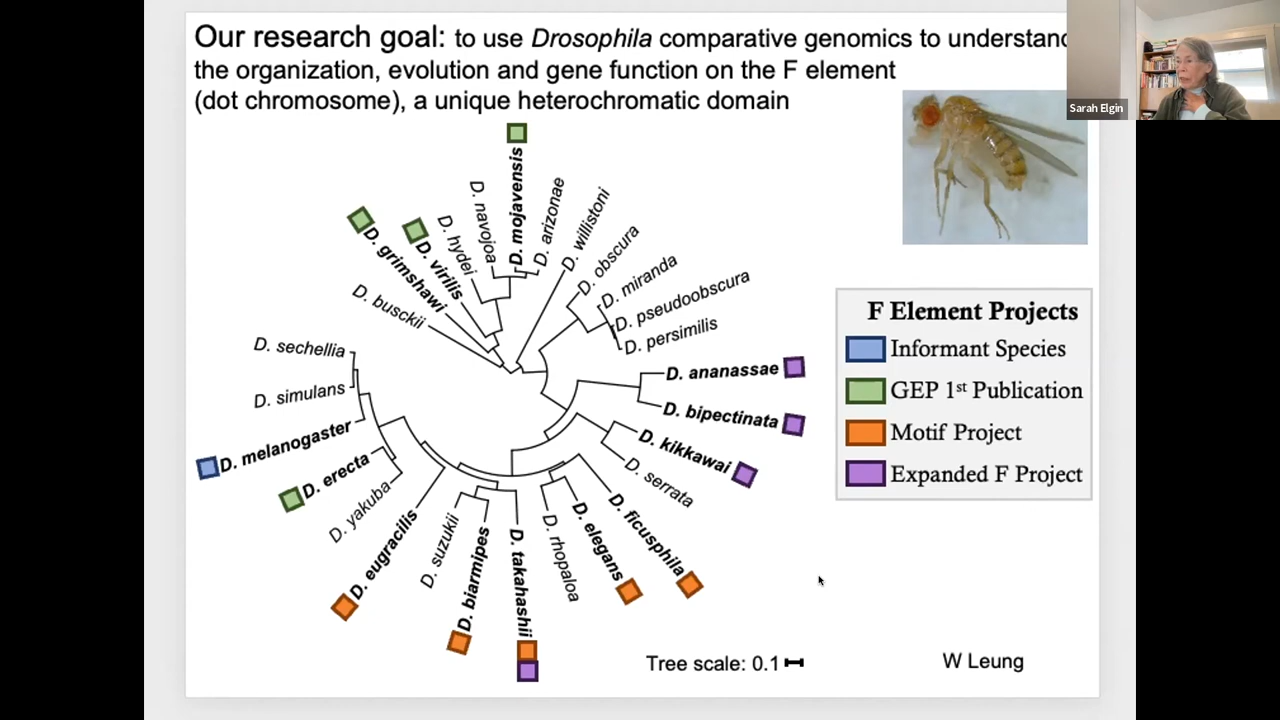 Our research goal: to use Drosophila comparative genomics to understand
the organization, evolution and gene function on the F element
(dot chromosome), a unique heterochromatic domain
Sarah Elgin
D. mojavensis
D. navojoa
D. arizonae
D. hydei
D. willistoni
D. virilis
D. obscura
D. grimshawi
D. miranda
D. busckii
D. pseudoobscura
D. persimilis
D. sechellia
D. simulans
D. melanogaster
D. erecta
D. yakuba
D. eugracilis
D. suzukii
D. biarmipes
D. takahashii
D. rhopaloa
D. elegans
D. ficusphila
D. serrata
D. kikkawai
D. bipectinata
D. ananassae
F Element Projects
Informant Species
GEP 1st Publication
Motif Project
Expanded F Project
Tree scale: 0.1
W Leung